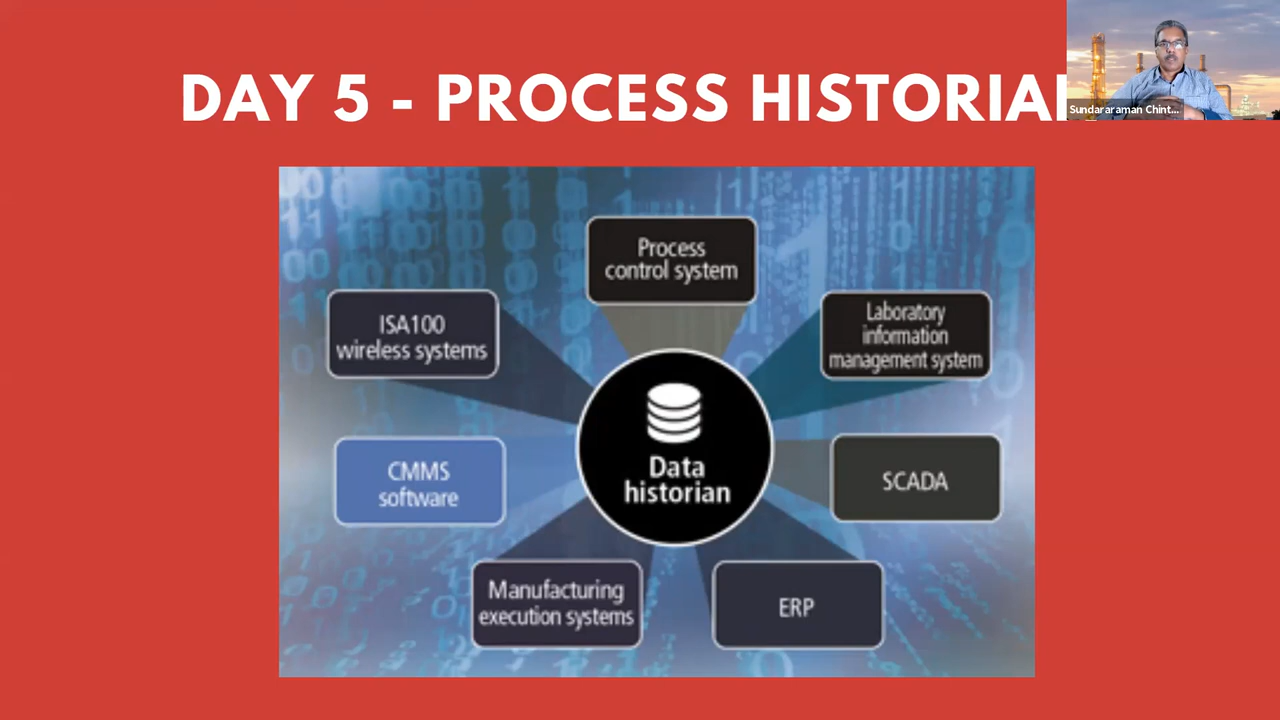 DAY 5 - PROCESS HISTORIA
Sundararaman Chint...
Process
control system
ISA100
wireless systems
Laboratory
information
management system
Data
historian
CMMS
software
SCADA
Manufacturing
execution systems
ERP